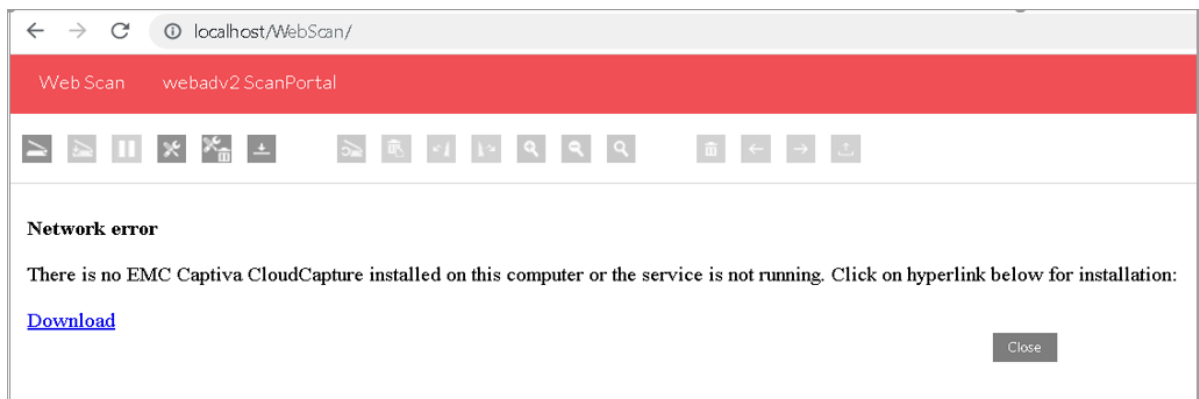 localhost/WebScan/
Web Scan webadv2 ScanPortal
Network error
There is no EMC Captiva CloudCapture installed on this computer or the service is not running. Click on hyperlink below for installation:
Download
Close